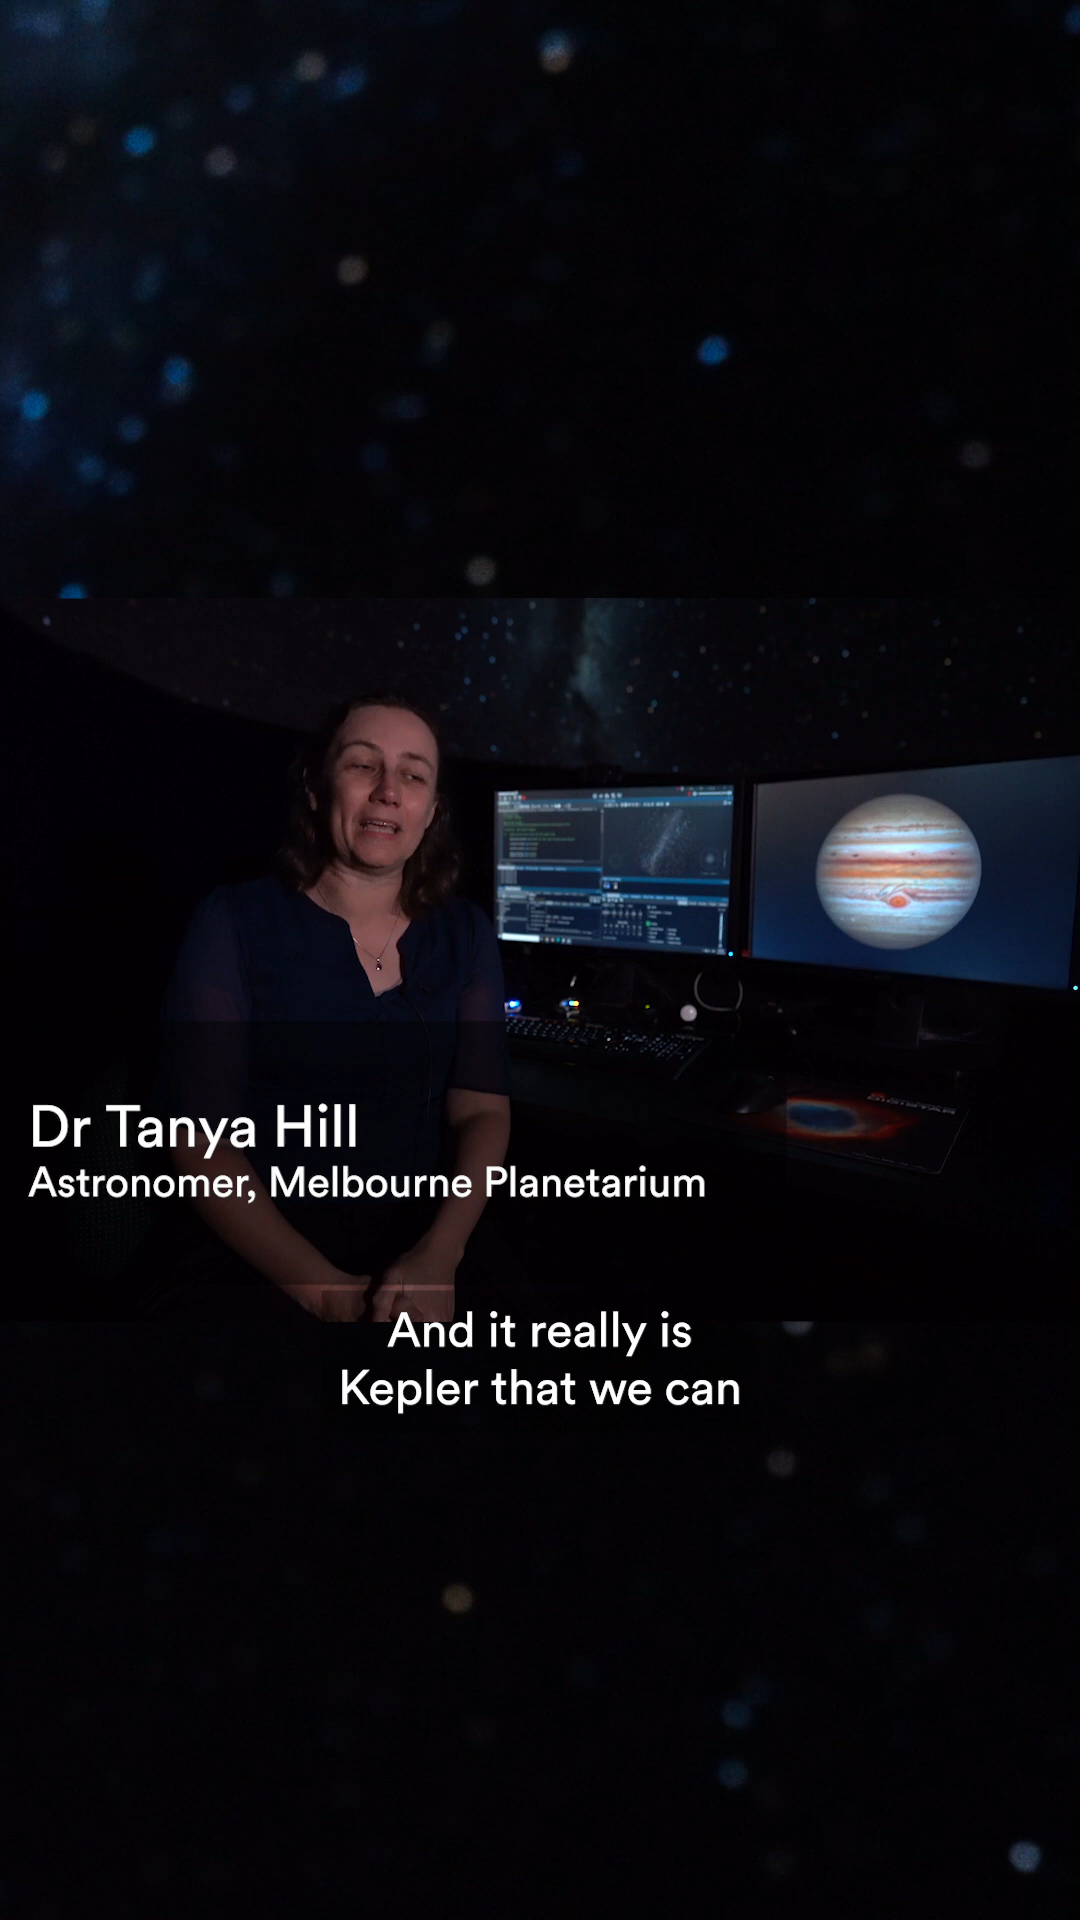 Dr Tanya Hill
Astronomer, Melbourne Planetarium
And it really is
Kepler that we can